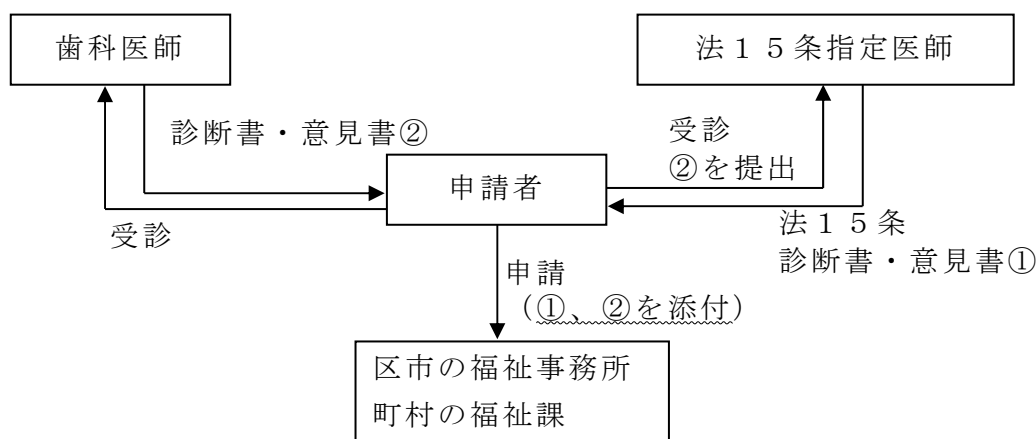 歯科医師
法１５条指定医師
診断書・意見書②
受診
②を提出
申請者
受診
法１５条
診断書・意見書①
申請
（①、②を添付）
区市の福祉事務所
町村の福祉課